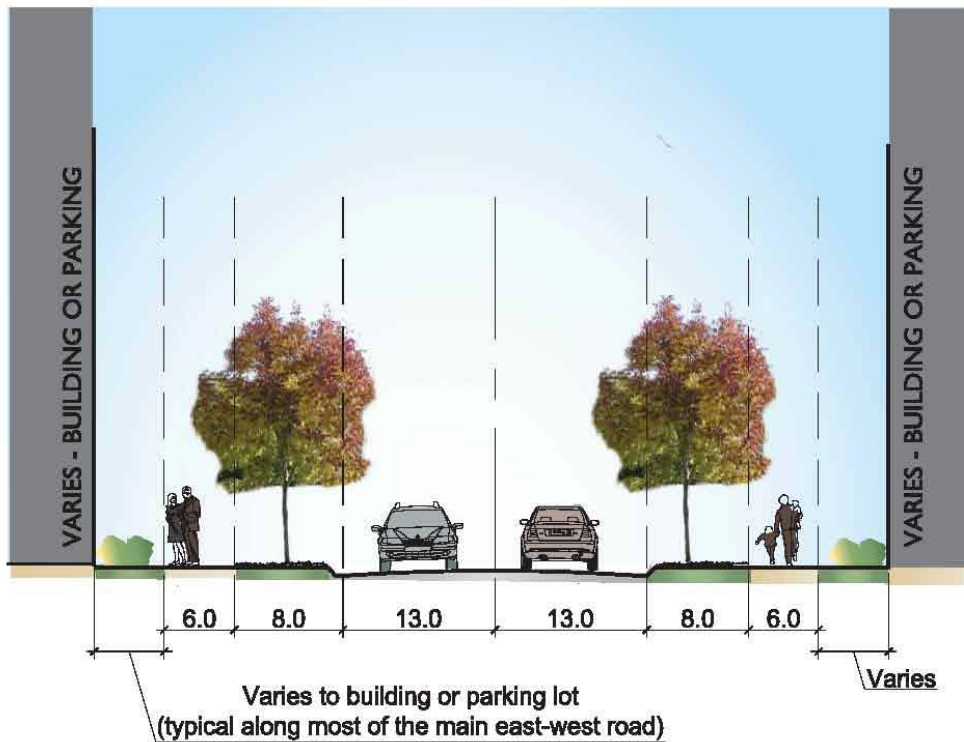 VARIES - BUILDING OR PARKING
VARIES - BUILDING OR PARKING
6.0 8.0 13.0 13.0 8.0 6.0
Varies
Varies to building or parking lot
(typical along most of the main east-west road)